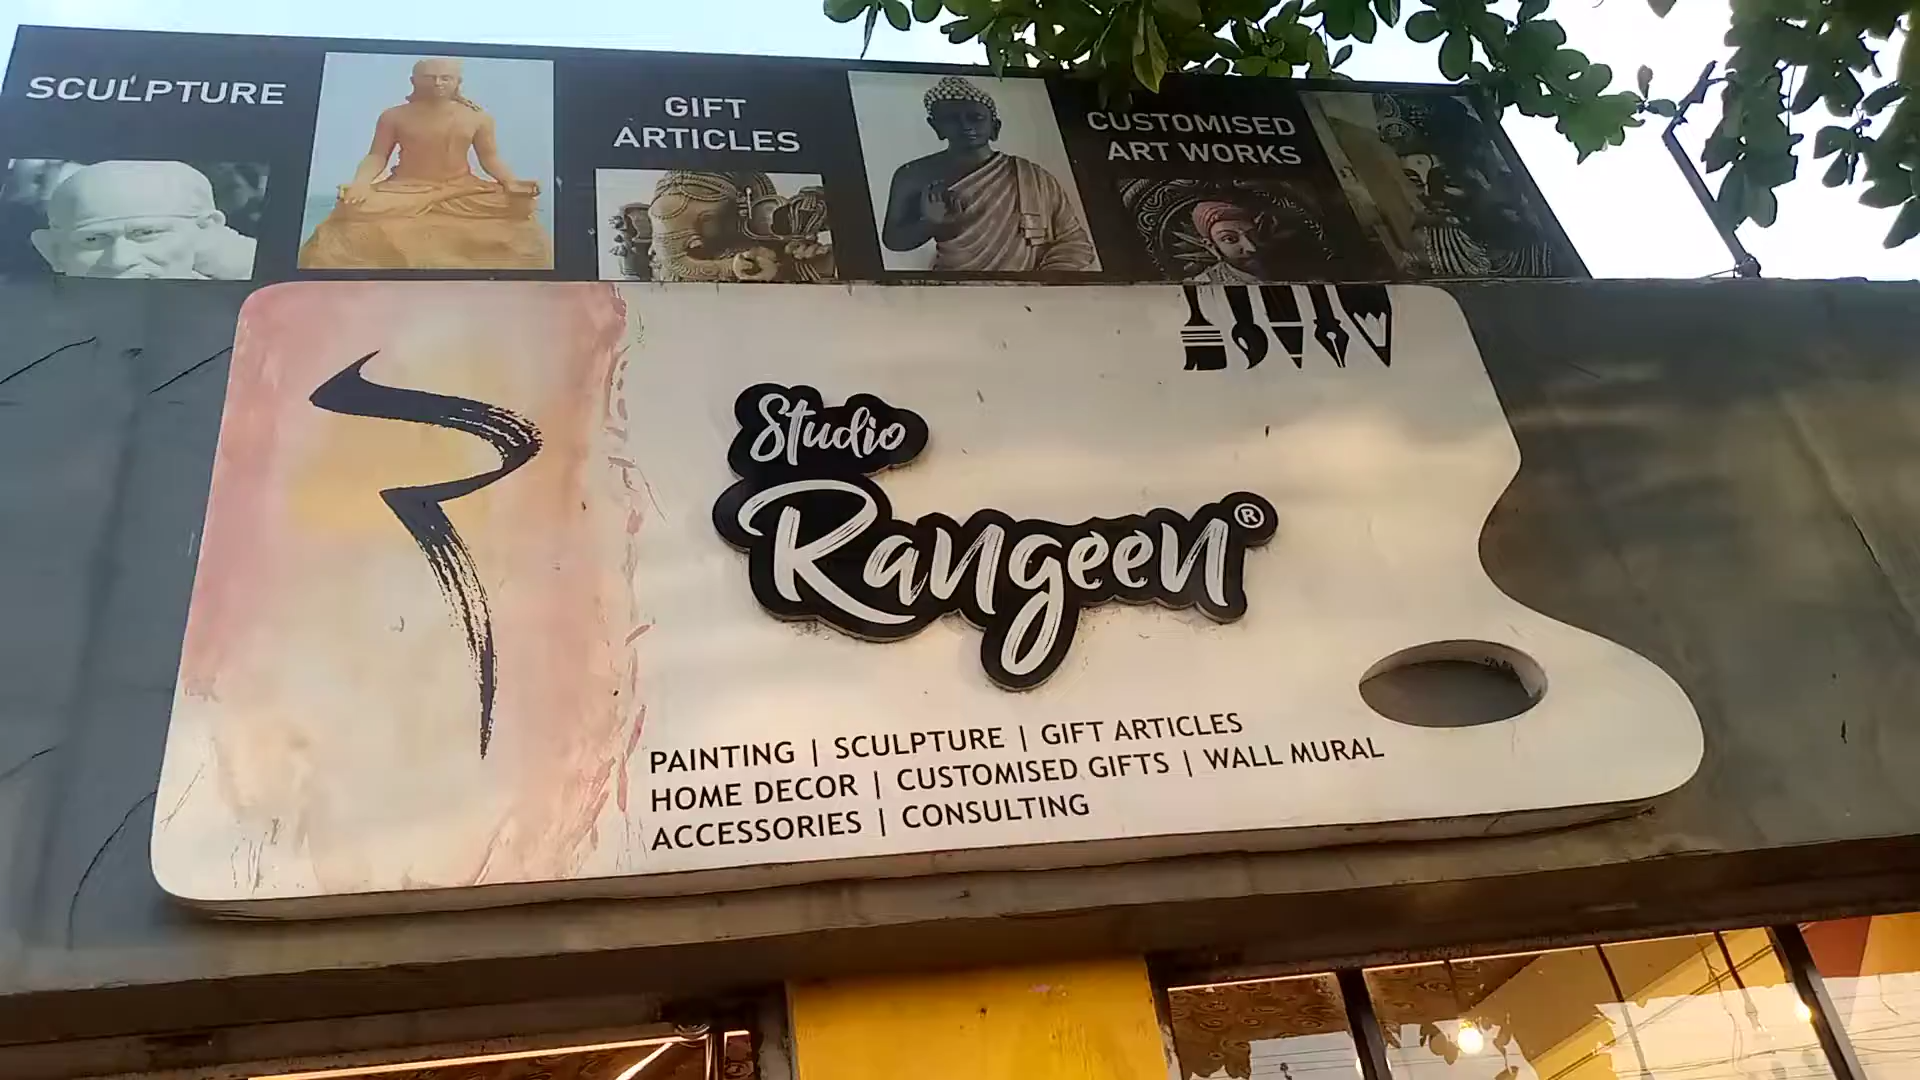 SCULPTURE
GIFT
ARTICLES
CUSTOMISED
ART WORKS
र
Studio
Rangeen®
PAINTING | SCULPTURE | GIFT ARTICLES
HOME DECOR | CUSTOMISED GIFTS | WALL MURAL
ACCESSORIES | CONSULTING